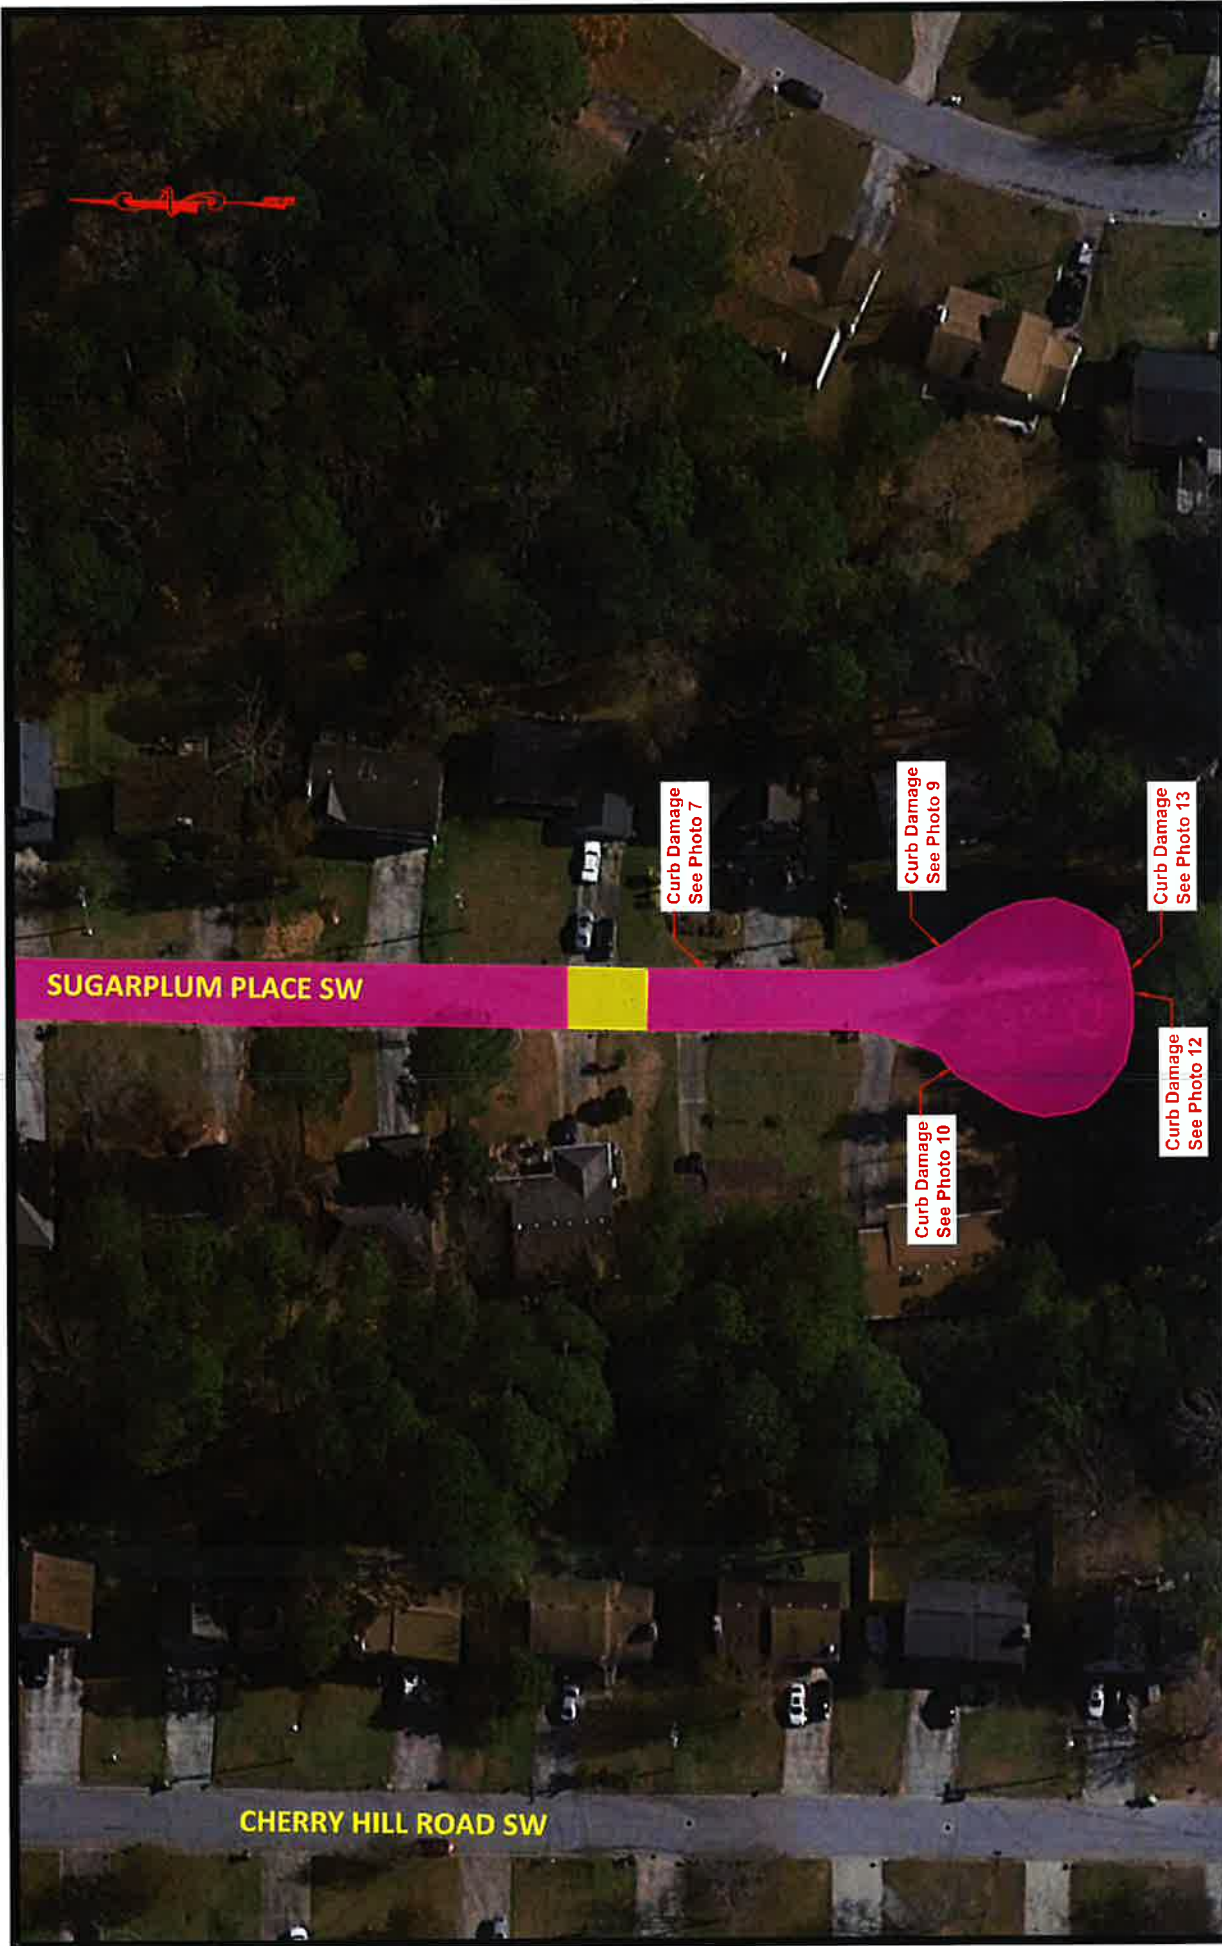 SUGARPLUM PLACE SW
Curb Damage
See Photo 7
Curb Damage
See Photo 9
Curb Damage
See Photo 13
Curb Damage
See Photo 10
Curb Damage
See Photo 12
CHERRY HILL ROAD SW